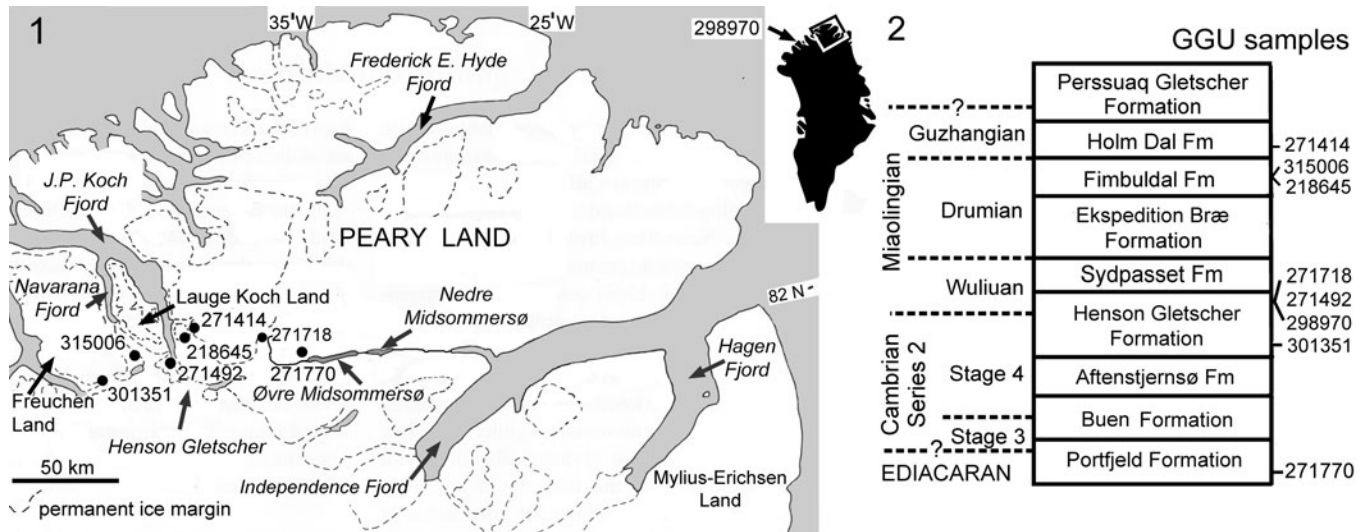 1
35'W
25'W
298970
Frederick E. Hyde
Fjord
J.P. Koch
Fjord
PEARY LAND
82 N
Navarana
Fjord
Lauge Koch Land
Nedre
Midsommersø
271414
271718
315006
218645
Hagen
Fjord
271492
271770
301351
Øvre Midsommersø
Freuchen
Land
Henson Gletscher
50 km
Independence Fjord
Mylius-Erichsen
Land
permanent ice margin
2
GGU samples
Perssuaq Gletscher
Formation
?
Guzhangian
Holm Dal Fm
271414
315006
Fimbuldal Fm
218645
Miaolingian
Drumian
Ekspedition Bræ
Formation
Sydpasset Fm
271718
Wuliuan
271492
Henson Gletscher
Formation
298970
301351
Cambrian
Series 2
Stage 4
Aftenstjernsø Fm
Buen Formation
Stage 3
?
Portfjeld Formation
EDIACARAN
271770